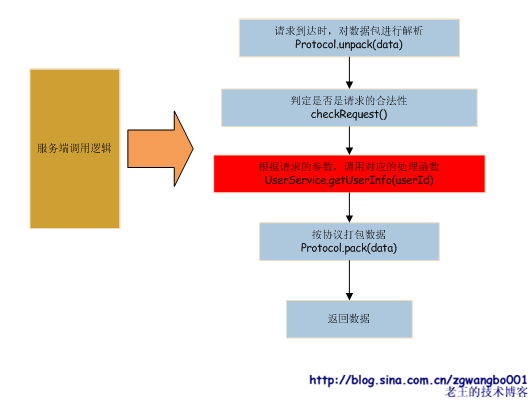 服务端调用逻辑
请求到达时，对数据包进行解析
Protocol.unpack(data)
判定是否是请求的合法性
checkRequest()
根据请求的参数，调用对应的处理函数
UserService.getUserInfo(userId)
按协议打包数据
Protocol.pack(data)
返回数据
http://blog.sina.com.cn/zgwangbo001
老王的技术博客